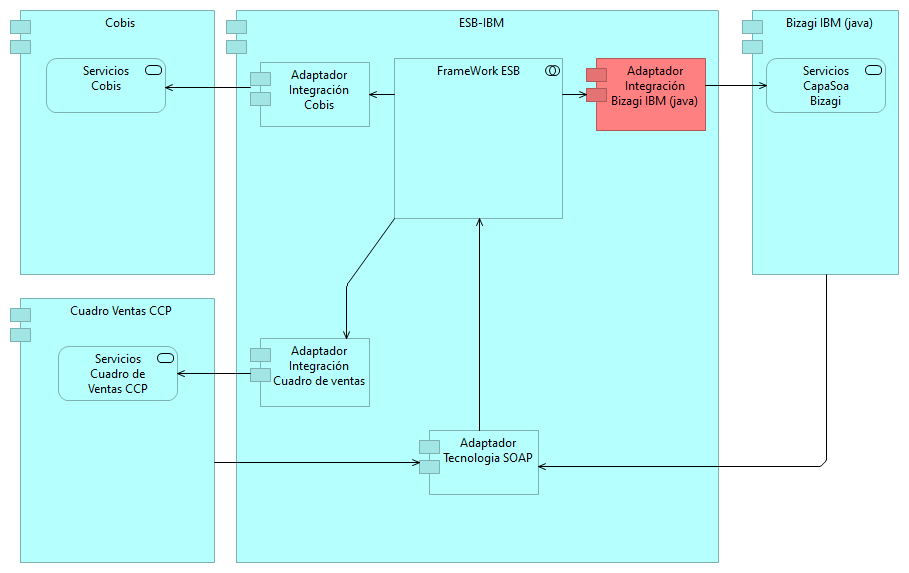 Cobis
Servicios
Cobis
ESB-IBM
Adaptador
Integración
Cobis
FrameWork ESB
Adaptador
Integración
Bizagi IBM (java)
Bizagi IBM (java)
Servicios
CapaSoa
Bizagi
Cuadro Ventas CCP
Servicios
Cuadro de
Ventas CCP
Adaptador
Integración
Cuadro de ventas
Adaptador
Tecnologia SOAP